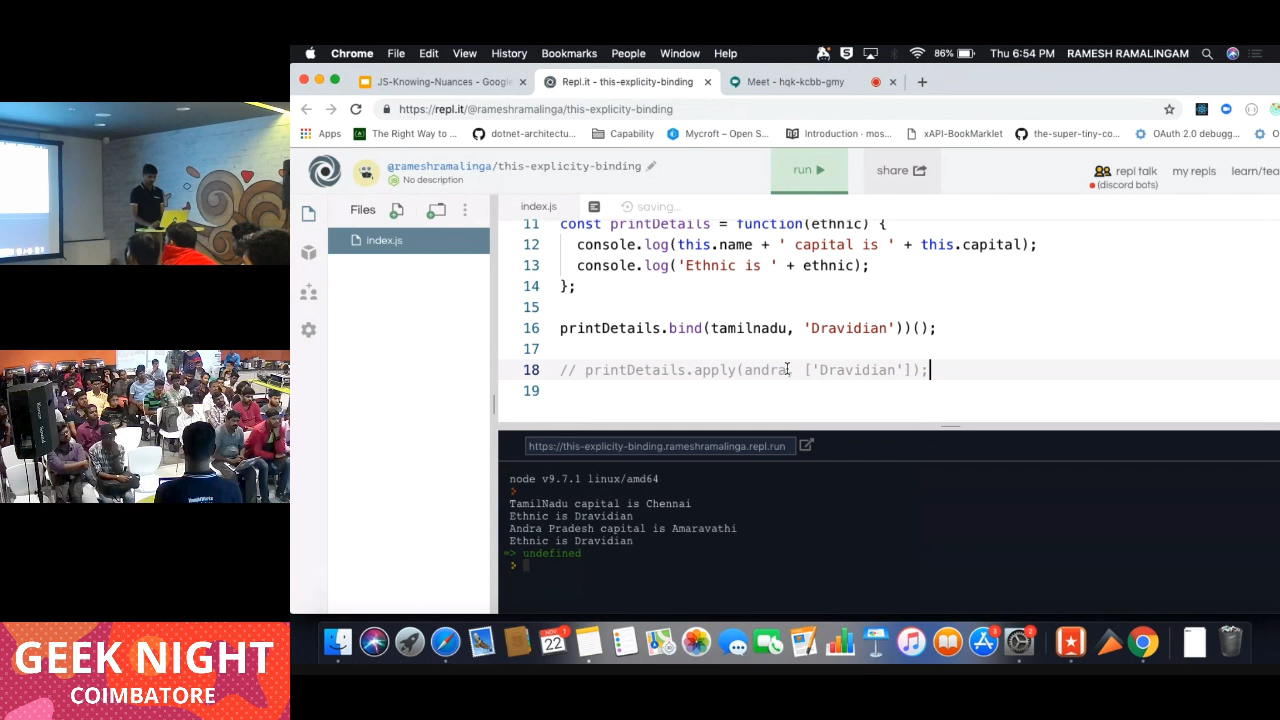 Chrome File Edit View History Bookmarks People Window Help 86% Thu 6:54 PM RAMESH RAMALINGAM
JS-Knowing-Nuances - Google
Repl.it - this-explicity-binding
Meet - hqk-kcbb-gmy
https://repl.it/@rameshramalinga/this-explicity-binding
Apps The Right Way to ... dotnet-architectu... Capability Mycroft – Open S... Introduction · mos... xAPI-BookMarklet the-super-tiny-co... OAuth 2.0 debugg...
@rameshramalinga/this-explicity-binding
No description
run
share
repl talk
(discord bots)
my repls
learn/tea
Files
index.js
index.js
saving...
11 const printDetails = function(ethnic) {
12 console.log(this.name + ' capital is ' + this.capital);
13 console.log('Ethnic is ' + ethnic);
14 };
15
16 printDetails.bind(tamilnadu, 'Dravidian'))();
17
18 // printDetails.apply(andra, ['Dravidian']);
19
https://this-explicity-binding.rameshramalinga.repl.run
node v9.7.1 linux/amd64
TamilNadu capital is Chennai
Ethnic is Dravidian
Andra Pradesh capital is Amaravathi
Ethnic is Dravidian
=> undefined
NOV
22
GEEK NIGHT
COIMBATORE